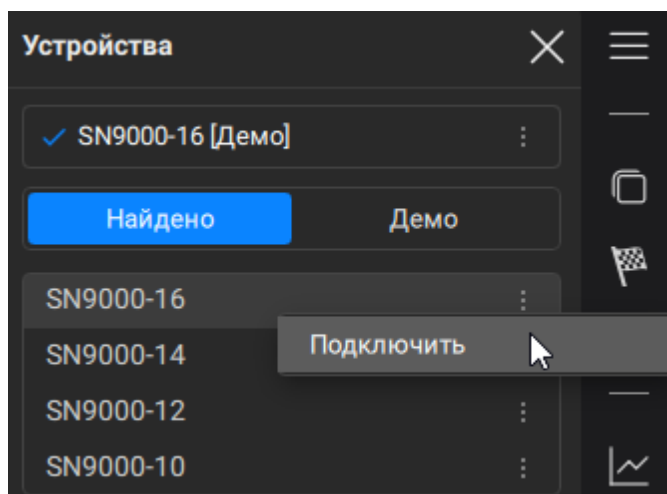 Устройства
SN9000-16 [Демо]
Найдено Демо
SN9000-16
Подключить
SN9000-14
SN9000-12
SN9000-10